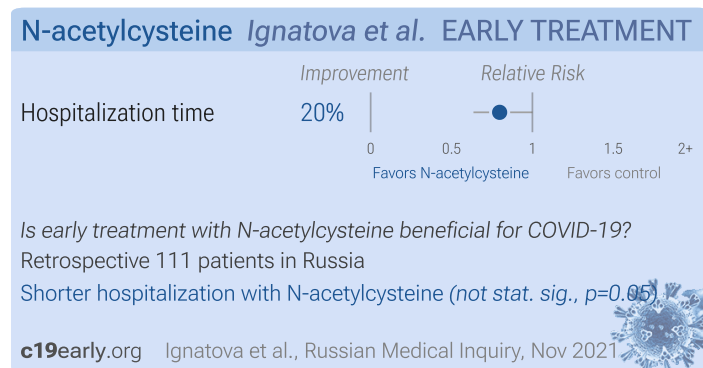 N-acetylcysteine Ignatova et al. EARLY TREATMENT
Improvement Relative Risk
Hospitalization time 20%
0 0.5 1 1.5 2+
Favors N-acetylcysteine Favors control
Is early treatment with N-acetylcysteine beneficial for COVID-19?
Retrospective 111 patients in Russia
Shorter hospitalization with N-acetylcysteine (not stat. sig., p=0.05)
c19early.org Ignatova et al., Russian Medical Inquiry, Nov 2021